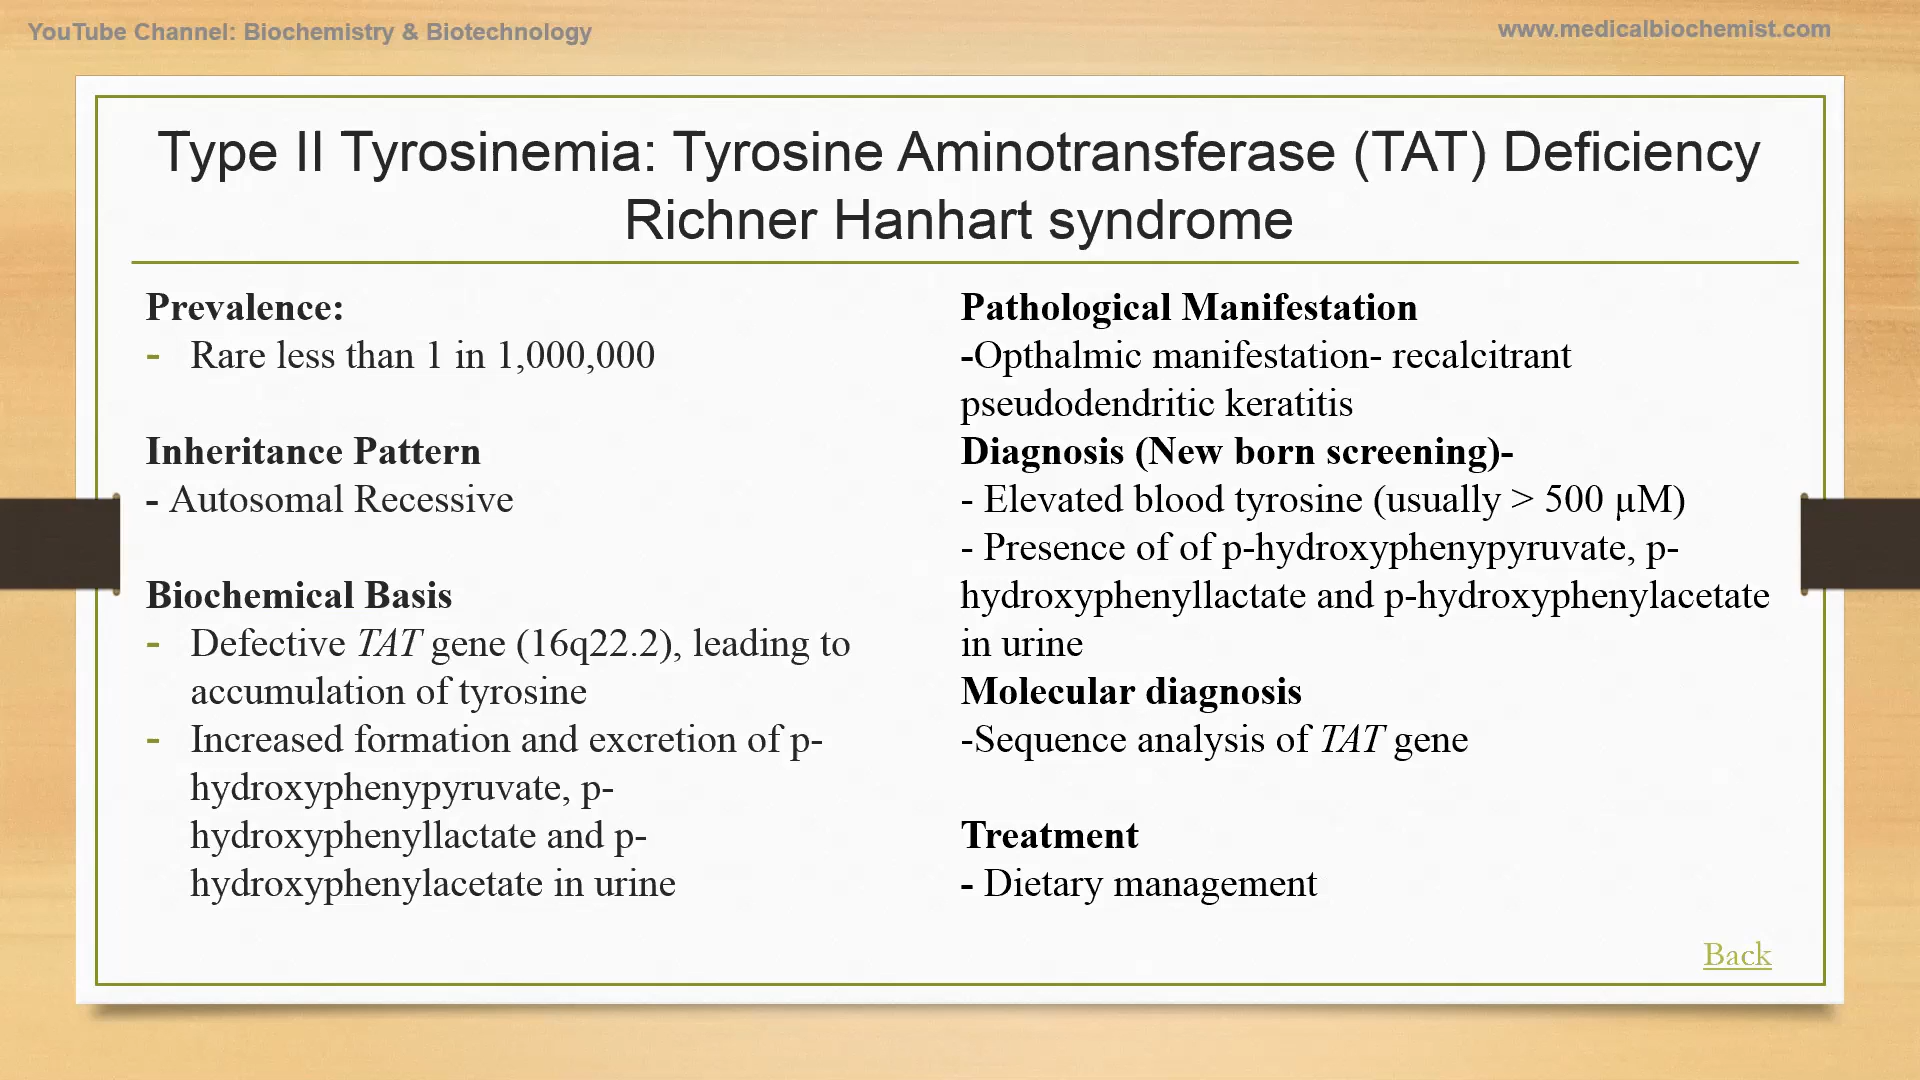 YouTube Channel: Biochemistry & Biotechnology
www.medicalbiochemist.com
Type II Tyrosinemia: Tyrosine Aminotransferase (TAT) Deficiency
Richner Hanhart syndrome
Prevalence:
- Rare less than 1 in 1,000,000
Inheritance Pattern
- Autosomal Recessive
Biochemical Basis
- Defective TAT gene (16q22.2), leading to
accumulation of tyrosine
- Increased formation and excretion of p-
hydroxyphenypyruvate, p-
hydroxyphenyllactate and p-
hydroxyphenylacetate in urine
Pathological Manifestation
-Opthalmic manifestation- recalcitrant
pseudodendritic keratitis
Diagnosis (New born screening)-
- Elevated blood tyrosine (usually > 500 μM)
- Presence of of p-hydroxyphenypyruvate, p-
hydroxyphenyllactate and p-hydroxyphenylacetate
in urine
Molecular diagnosis
-Sequence analysis of TAT gene
Treatment
- Dietary management
Back